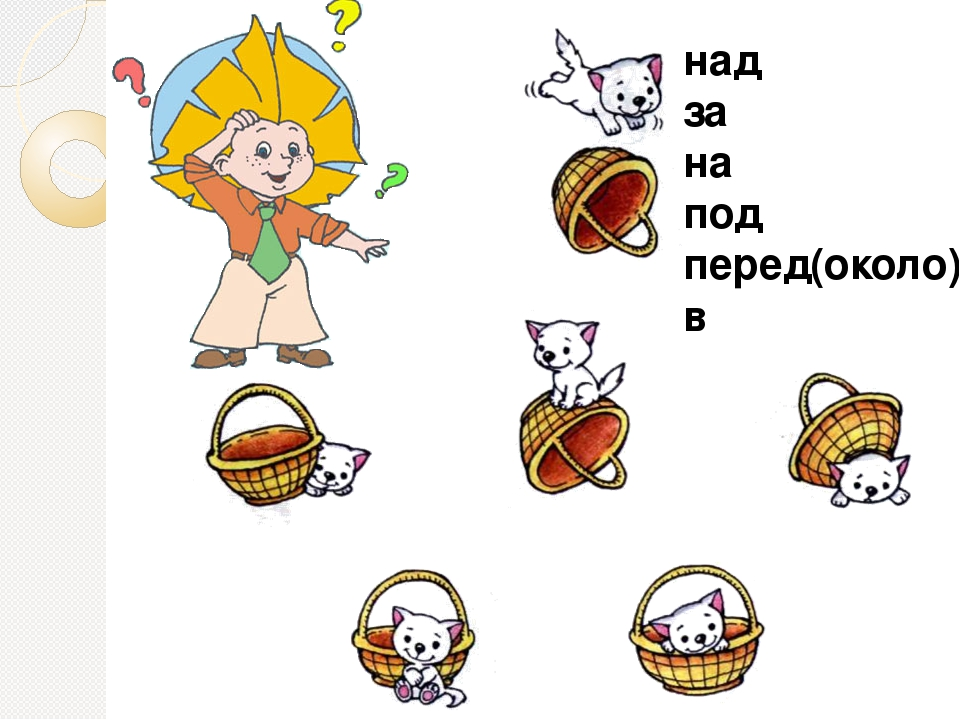 над
за
на
под
перед(около)
в